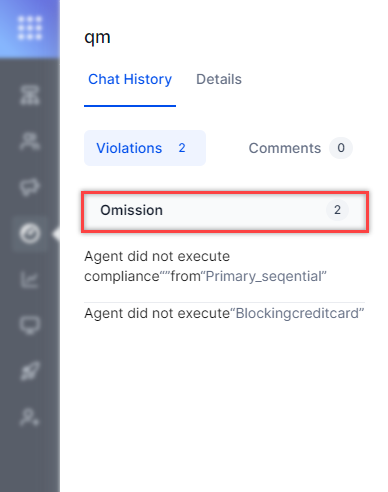 qm
Chat History Details
Violations 2 Comments 0
Omission 2
Agent did not execute
compliance“”from“Primary_seqential”
Agent did not execute“Blockingcreditcard”